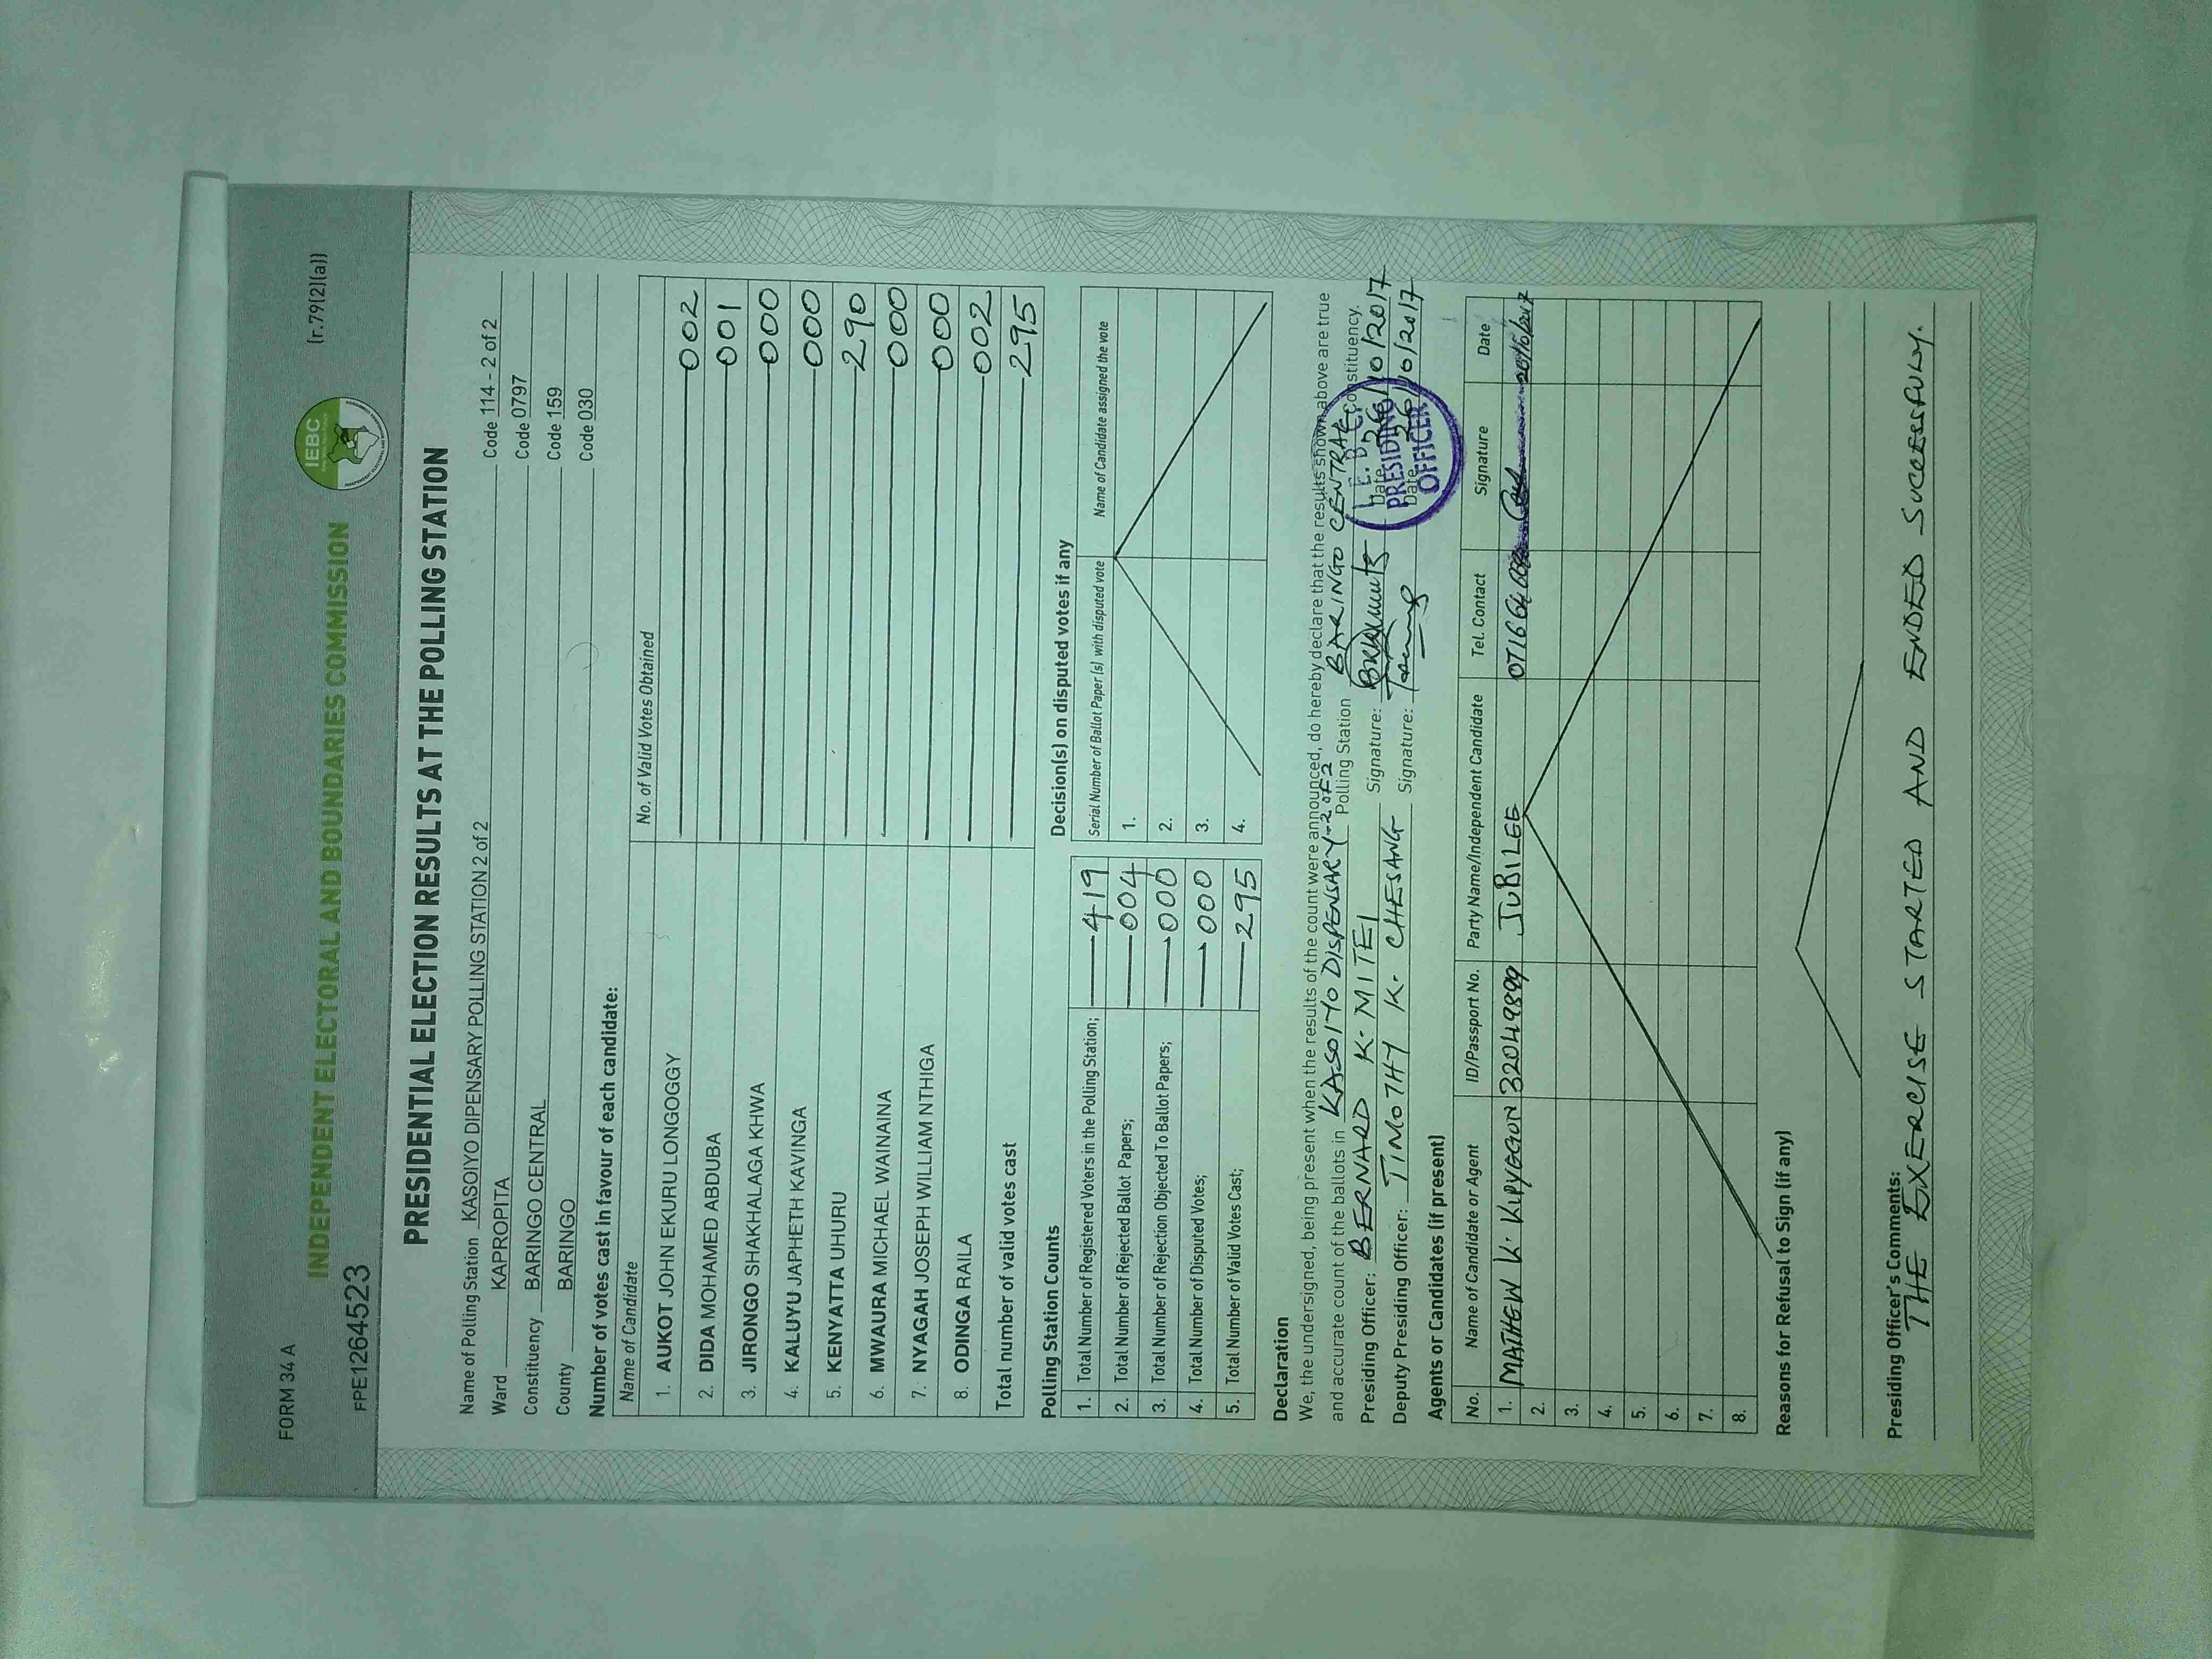 FORM 34 A
(r.79(2)(a))
IEBC
INDEPENDENT ELECTORAL AND BOUNDARIES COMMISSION
FPE1264523
PRESIDENTIAL ELECTION RESULTS AT THE POLLING STATION
Name of Polling Station KASOIYO DIPENSARY POLLING STATION 2 of 2 Code 114 - 2 of 2
Ward KAPROPITA Code 0797
Constituency BARINGO CENTRAL Code 159
County BARINGO Code 030
Number of votes cast in favour of each candidate:
Name of Candidate No. of Valid Votes Obtained
1. AUKOT JOHN EKURU LONGOGGY 002
2. DIDA MOHAMED ABDUBA 001
3. JIRONGO SHAKHALAGA KHWA 000
4. KALUYU JAPHETH KAVINGA 000
5. KENYATTA UHURU 290
6. MWAURA MICHAEL WAINAINA 000
7. NYAGAH JOSEPH WILLIAM NTHIGA 000
8. ODINGA RAILA 002
Total number of valid votes cast 295
Polling Station Counts
1. Total Number of Registered Voters in the Polling Station; 419
2. Total Number of Rejected Ballot Papers; 004
3. Total Number of Rejection Objected To Ballot Papers; 000
4. Total Number of Disputed Votes; 000
5. Total Number of Valid Votes Cast; 295
Decision(s) on disputed votes if any
Serial Number of Ballot Paper (s) with disputed vote Name of Candidate assigned the vote
1.
2.
3.
4.
Declaration
We, the undersigned, being present when the results of the count were announced, do hereby declare that the results shown above are true
and accurate count of the ballots in KASOIYO DISPENSARY-2 OF 2 Polling Station BARINGO CENTRAL Constituency.
Presiding Officer: BERNARD K. MITEI Signature: Date 26/10/2017
Deputy Presiding Officer: TIMOTHY K. CHESANG Signature: Date 26/10/2017
I.E.B.C.
PRESIDING
OFFICER
Agents or Candidates (if present)
No. Name of Candidate or Agent ID/Passport No. Party Name/Independent Candidate Tel. Contact Signature Date
1. MATHEW K. KIPYEGON JUBILEE
2.
3.
4.
5.
6.
7.
8.
Reasons for Refusal to Sign (if any)
Presiding Officer's Comments:
THE EXERCISE STARTED AND ENDED SUCCESSFULY.